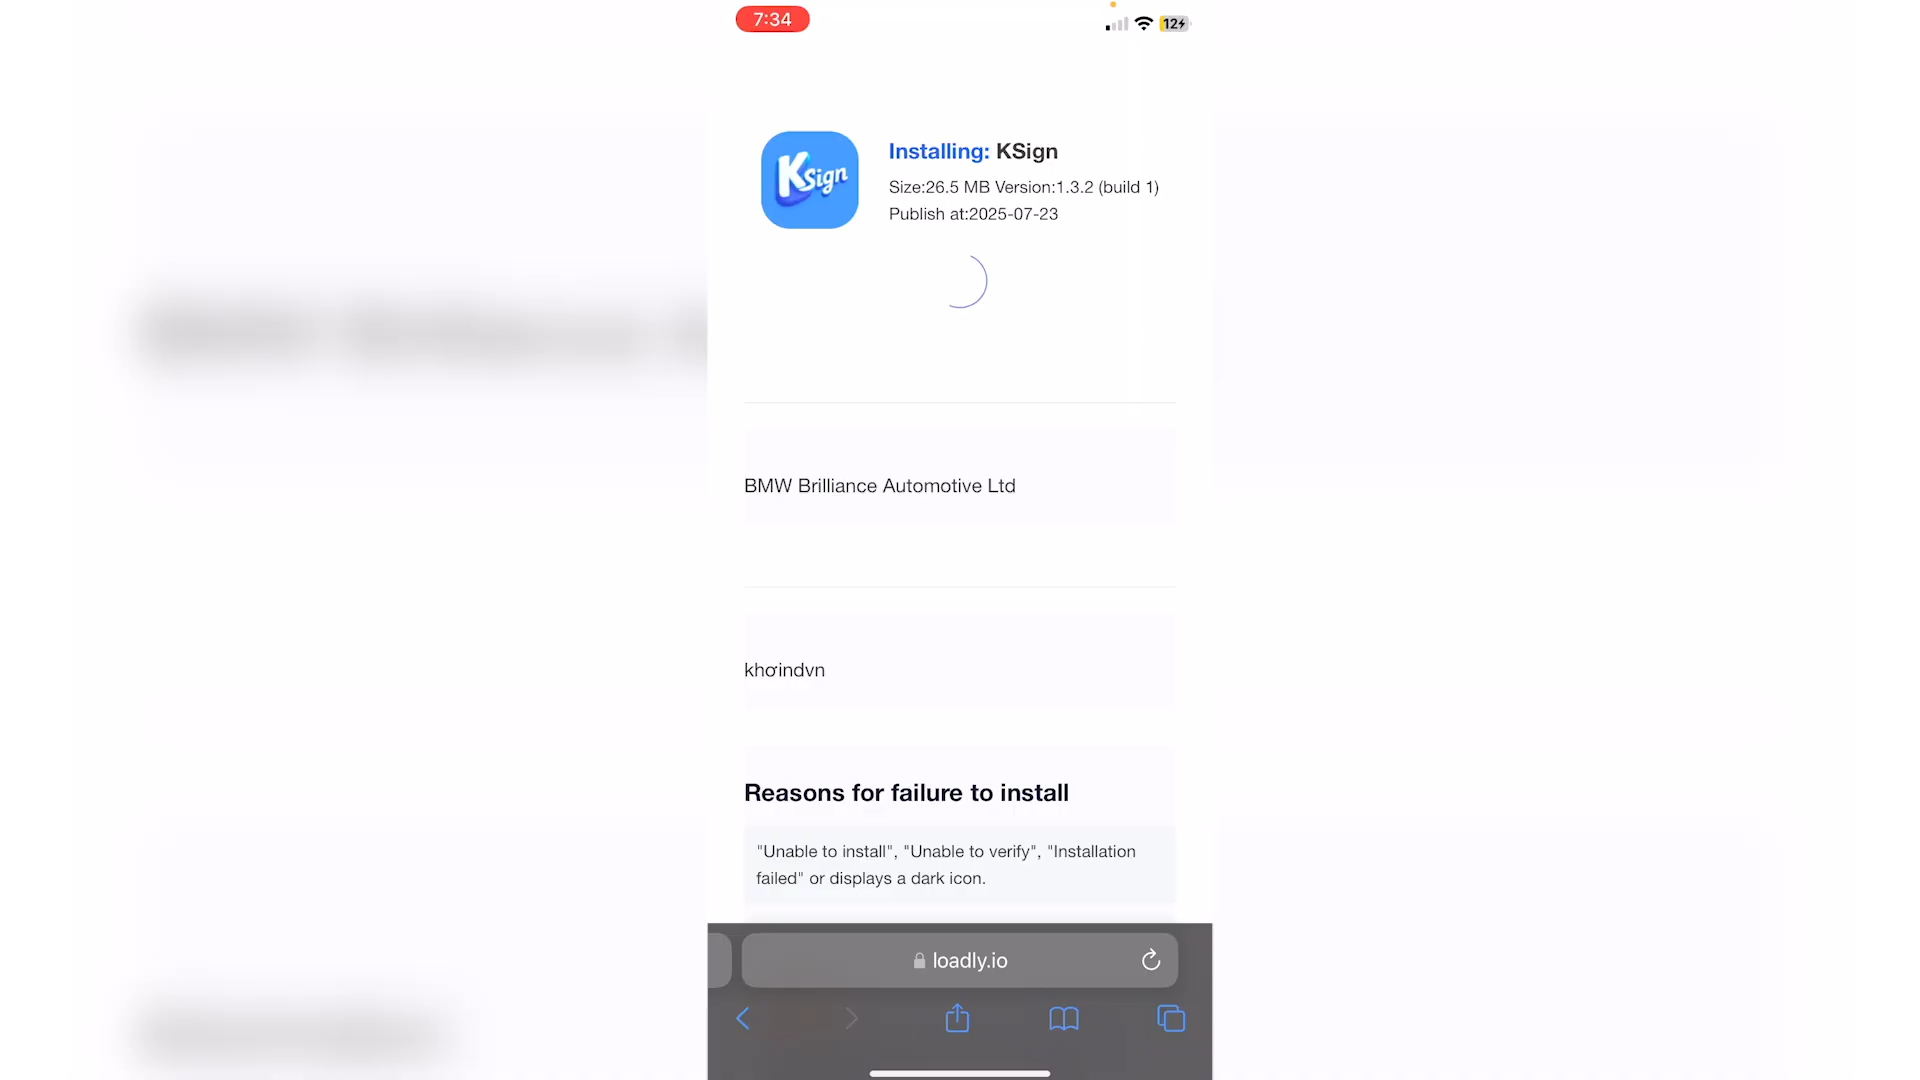 7:34
12
KSign
Installing: KSign
Size:26.5 MB Version:1.3.2 (build 1)
Publish at:2025-07-23
BMW Brilliance Automotive Ltd
khơindvn
Reasons for failure to install
"Unable to install", "Unable to verify", "Installation
failed" or displays a dark icon.
loadly.io